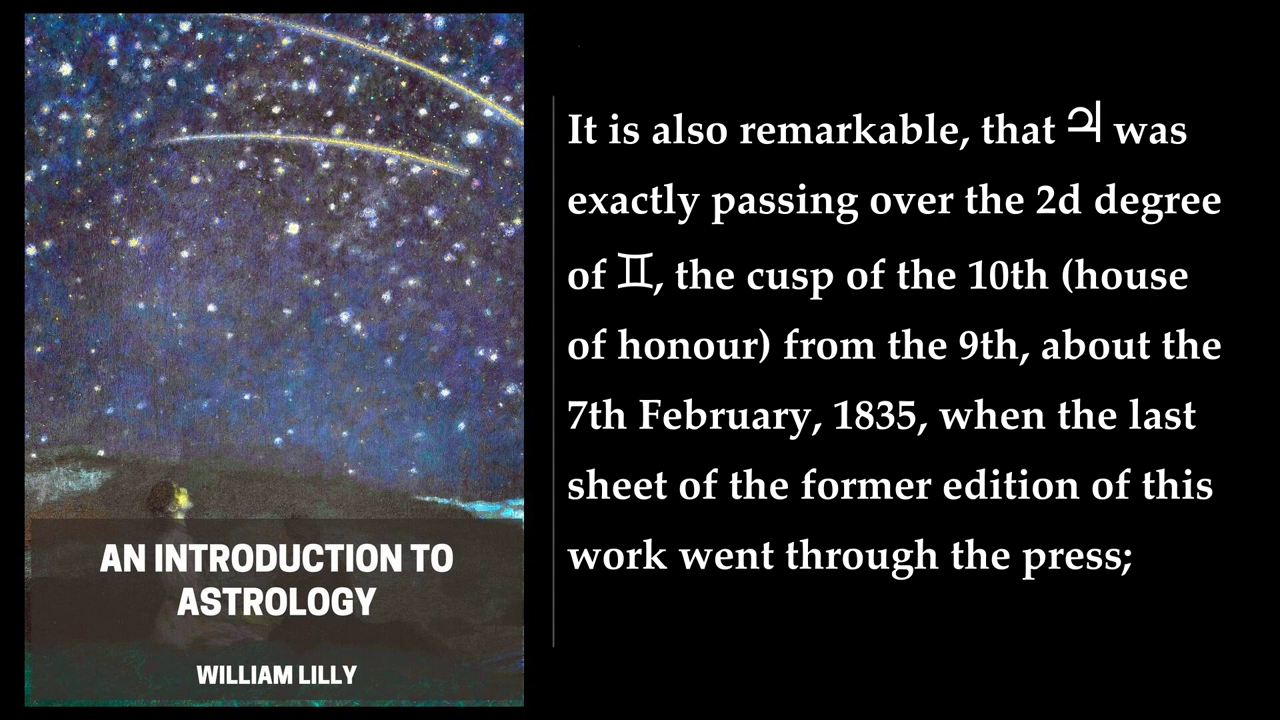 AN INTRODUCTION TO
ASTROLOGY
WILLIAM LILLY
It is also remarkable, that ♃ was
exactly passing over the 2d degree
of ♊, the cusp of the 10th (house
of honour) from the 9th, about the
7th February, 1835, when the last
sheet of the former edition of this
work went through the press;